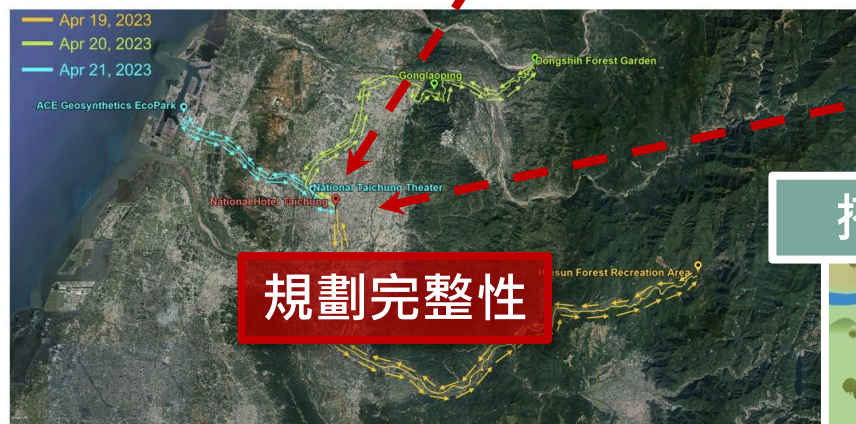 Apr 19, 2023
Apr 20, 2023
Apr 21, 2023
Dongshih Forest Garden
Gonglaoping
ACE Geosynthetics EcoPark
National Taichung Theater
National Hotel Taichung
Forest Recreation Area
規劃完整性